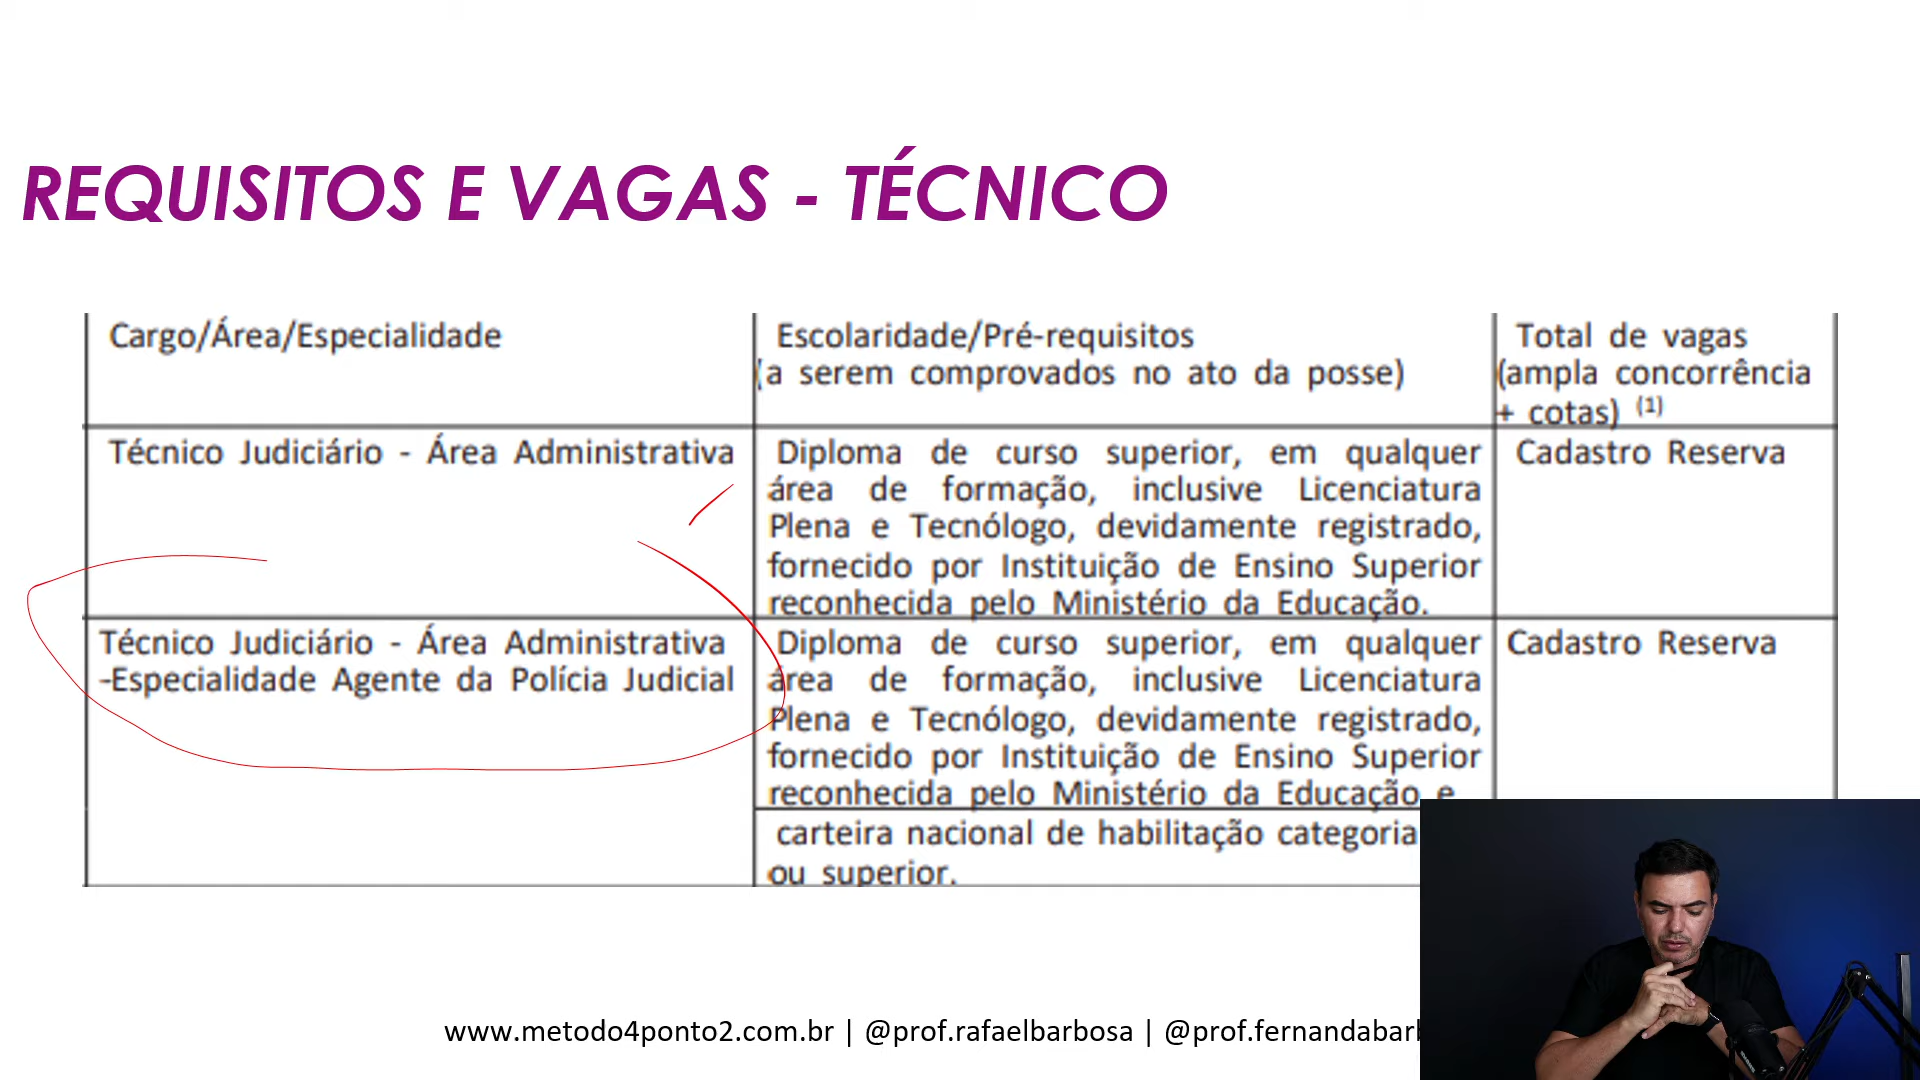 REQUISITOS E VAGAS - TÉCNICO
Cargo/Área/Especialidade
Escolaridade/Pré-requisitos
(a serem comprovados no ato da posse)
Total de vagas
(ampla concorrência
+ cotas) (1)
Técnico Judiciário - Área Administrativa
Diploma de curso superior, em qualquer
área de formação, inclusive Licenciatura
Plena e Tecnólogo, devidamente registrado,
fornecido por Instituição de Ensino Superior
reconhecida pelo Ministério da Educação.
Cadastro Reserva
Técnico Judiciário - Área Administrativa
-Especialidade Agente da Polícia Judicial
Diploma de curso superior, em qualquer
área de formação, inclusive Licenciatura
Plena e Tecnólogo, devidamente registrado,
fornecido por Instituição de Ensino Superior
reconhecida pelo Ministério da Educação e
carteira nacional de habilitação categoria
ou superior.
Cadastro Reserva
www.metodo4ponto2.com.br | @prof.rafaelbarbosa | @prof.fernandabarb